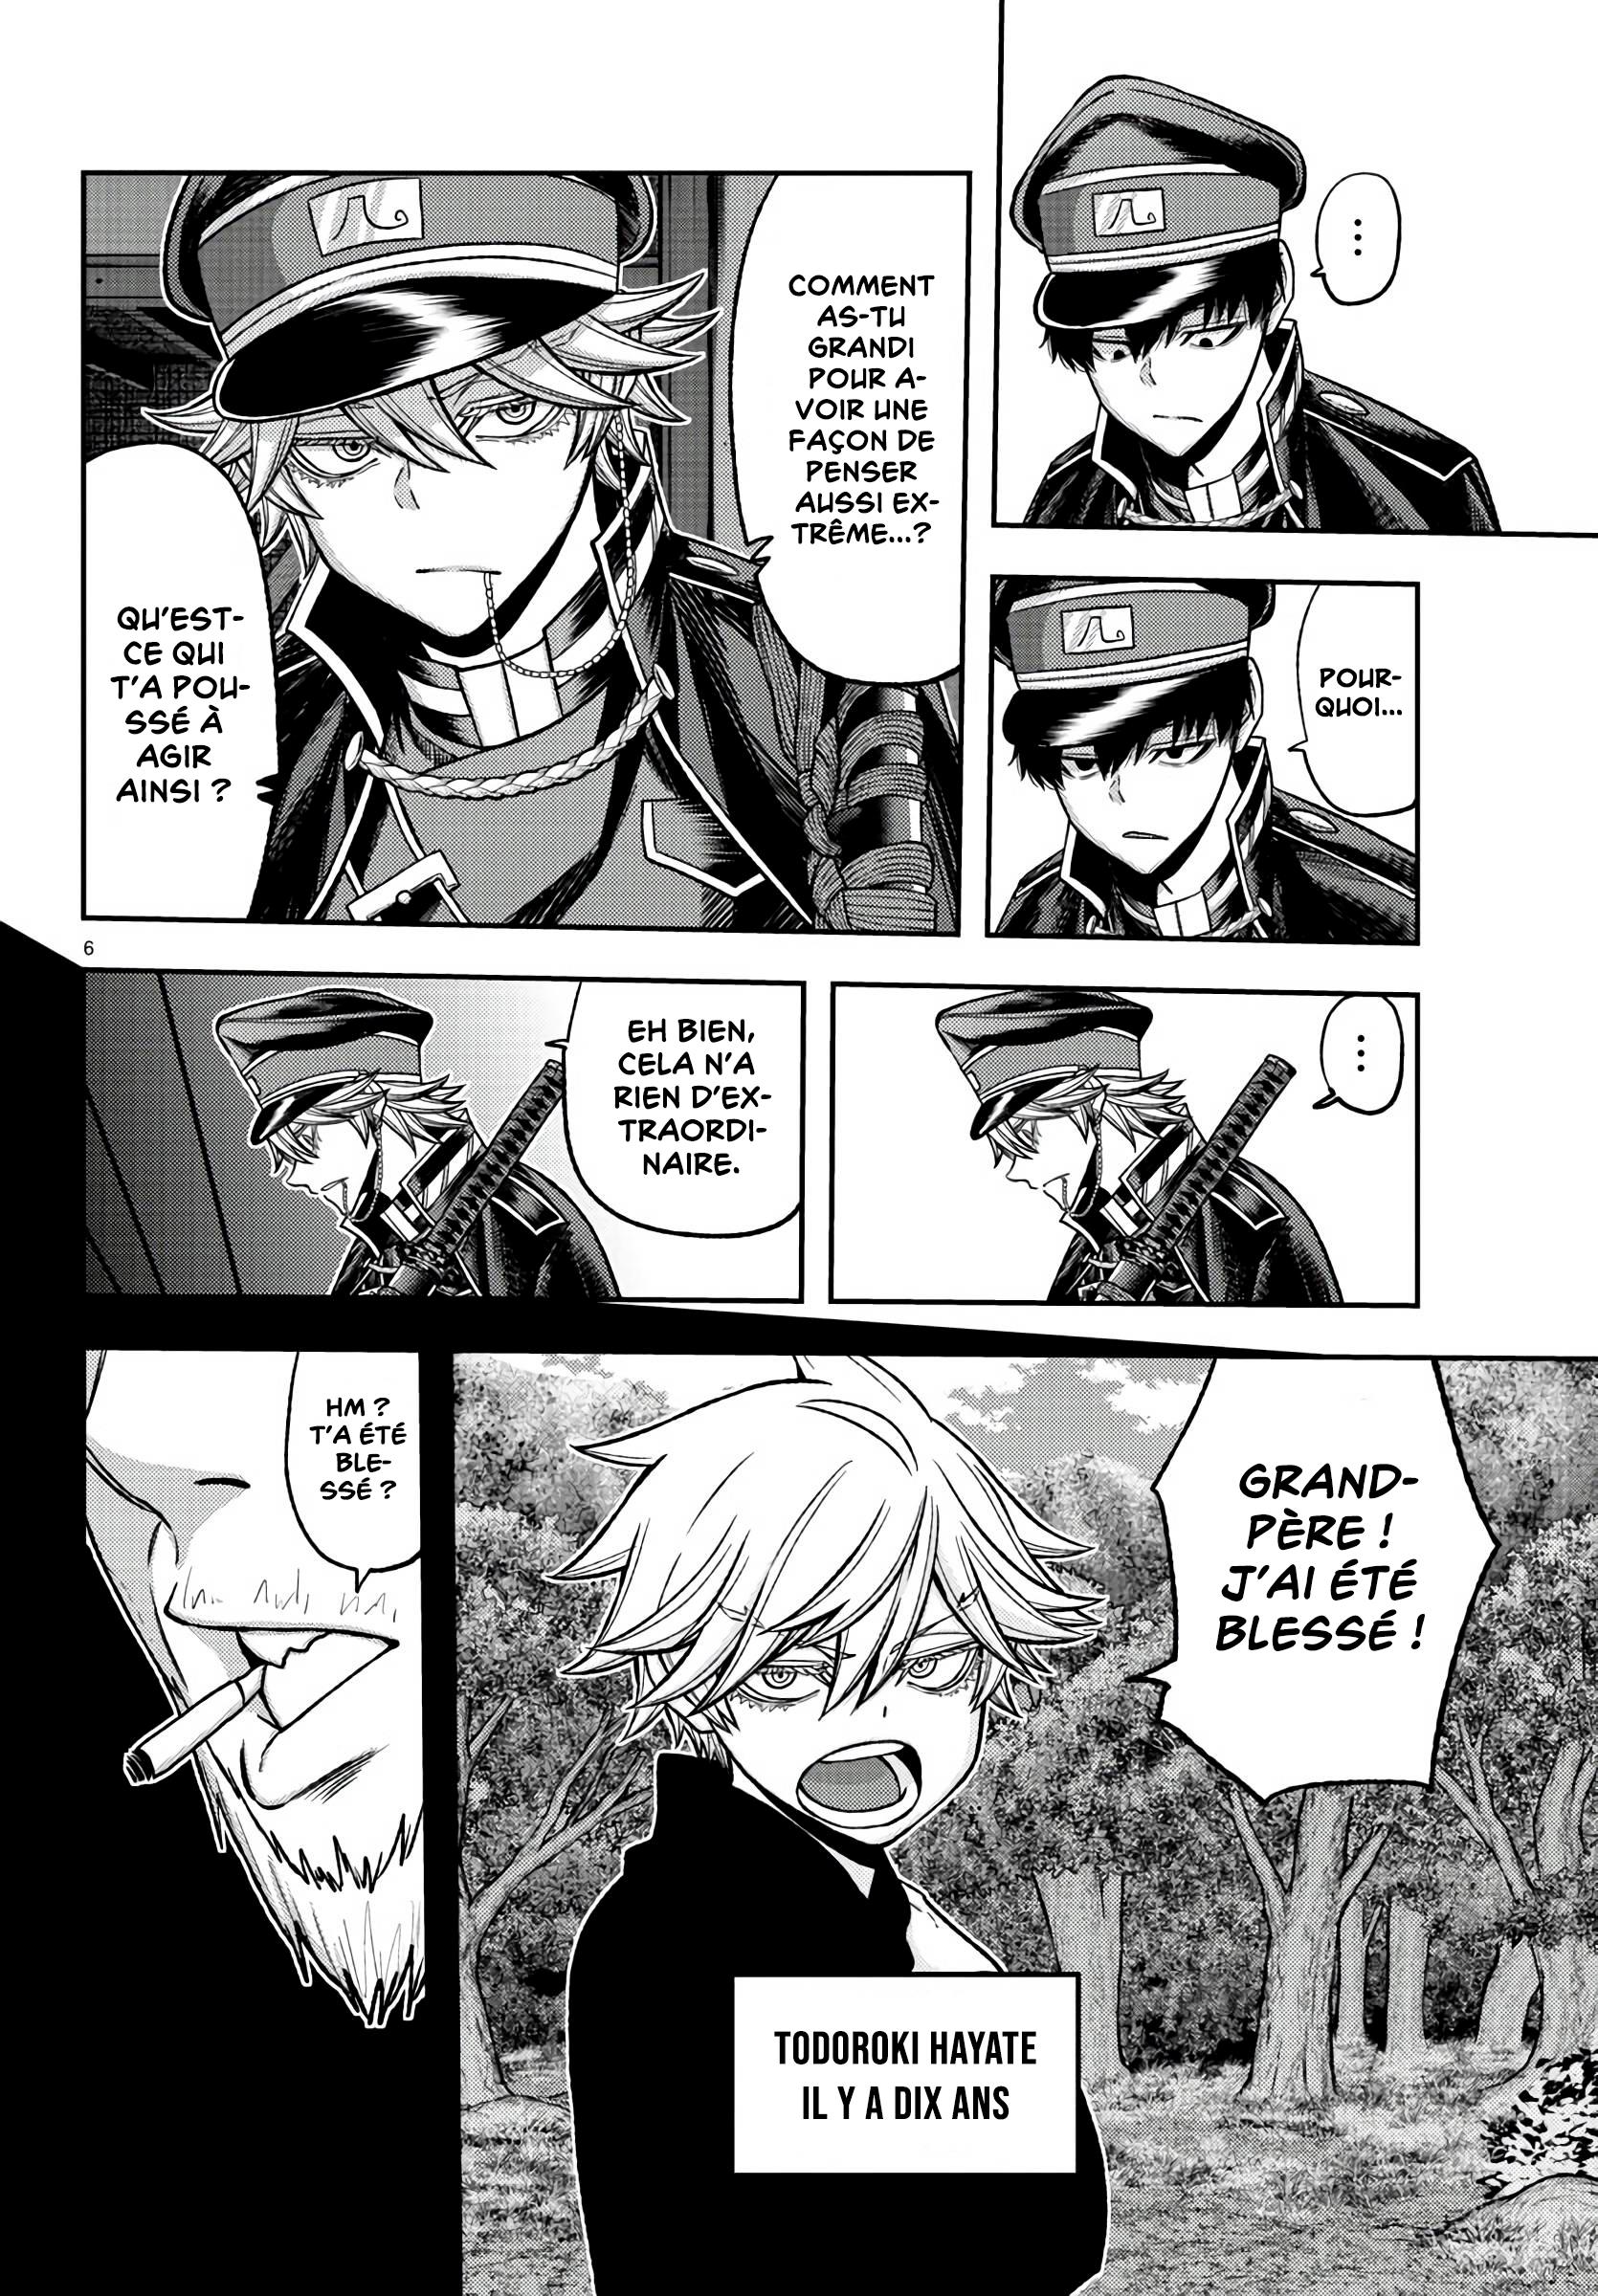 ...
POUR-
QUOI...
COMMENT
AS-TU
GRANDI
POUR A-
VOIR UNE
FAÇON DE
PENSER
AUSSI EX-
TRÊME...?
QU'EST-
CE QUI
T'A POU-
SSÉ À
AGIR
AINSI ?
6
...
EH BIEN,
CELA N'A
RIEN D'EX-
TRAORDI-
NAIRE.
GRAND-
PÈRE !
J'AI ÉTÉ
BLESSÉ !
TODOROKI HAYATE
IL Y A DIX ANS
HM ?
T'A ÉTÉ
BLE-
SSÉ ?